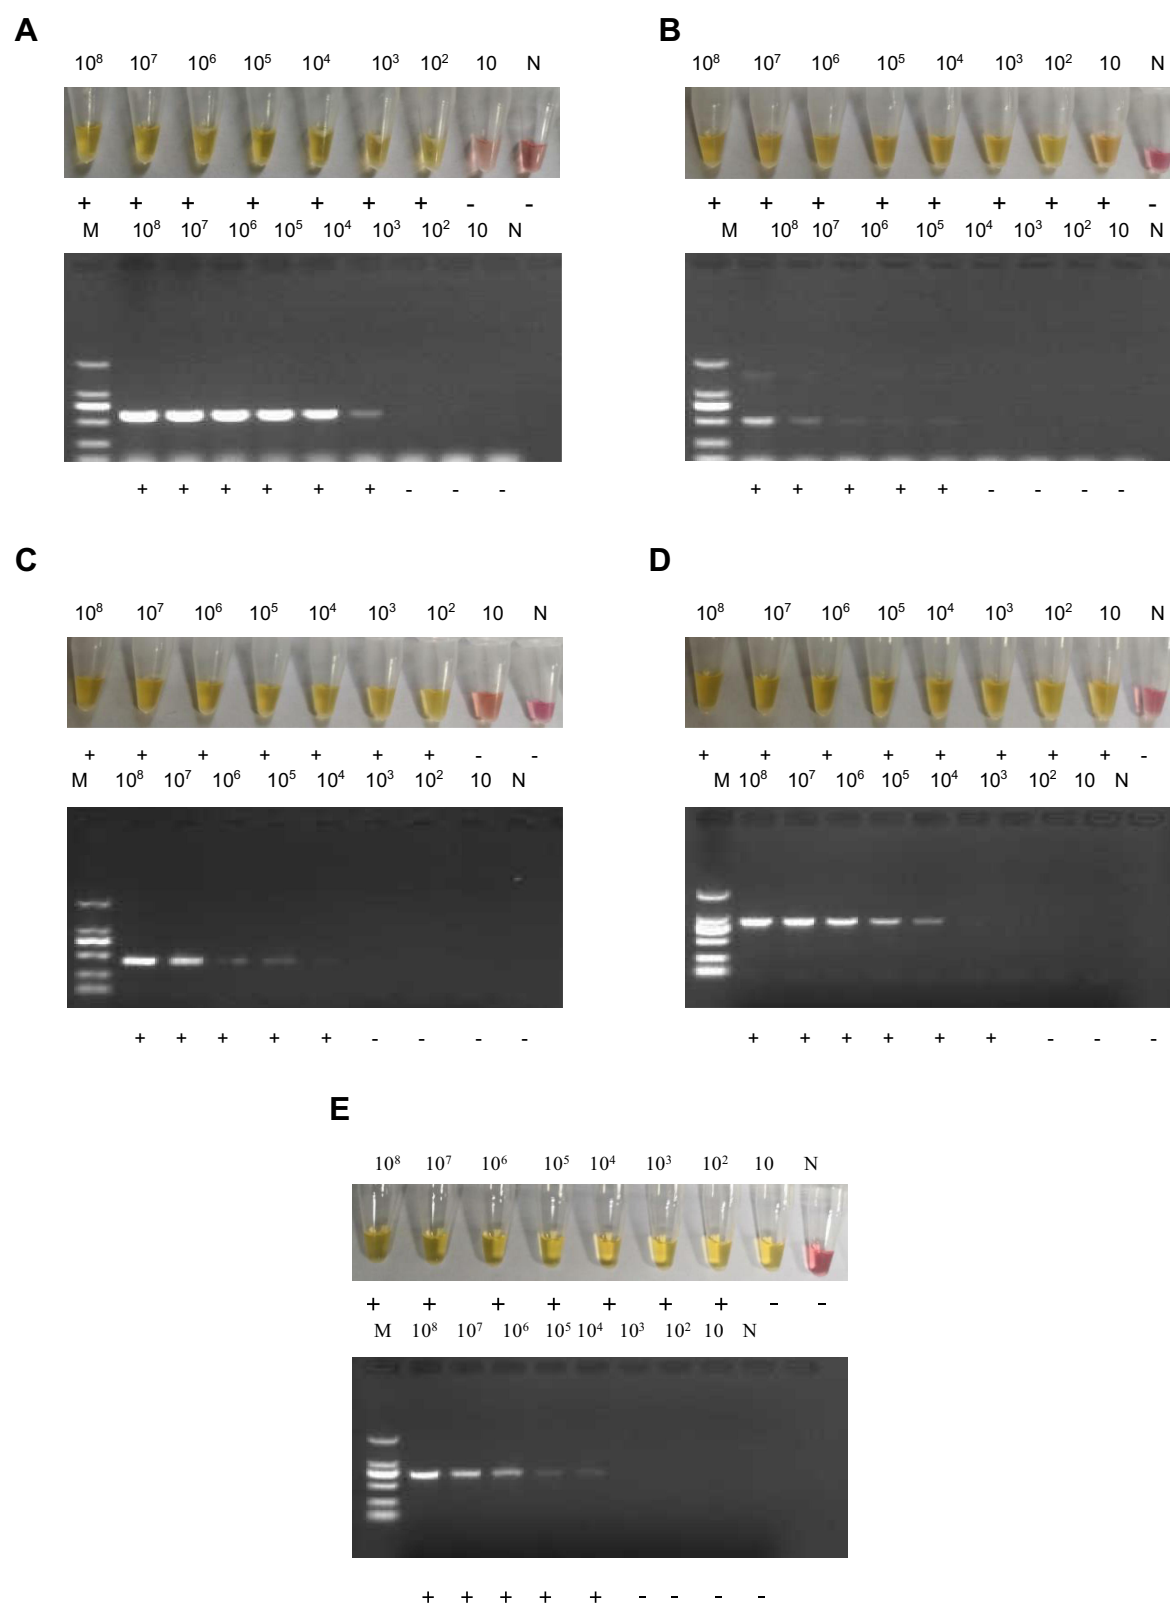 A
10⁸ 10⁷ 10⁶ 10⁵ 10⁴ 10³ 10² 10 N
+ + + + + + + - -
M 10⁸ 10⁷ 10⁶ 10⁵ 10⁴ 10³ 10² 10 N
+ + + + + + - - -
B
10⁸ 10⁷ 10⁶ 10⁵ 10⁴ 10³ 10² 10 N
+ + + + + + + + -
M 10⁸ 10⁷ 10⁶ 10⁵ 10⁴ 10³ 10² 10 N
+ + + + + - - - -
C
10⁸ 10⁷ 10⁶ 10⁵ 10⁴ 10³ 10² 10 N
+ + + + + + + - -
M 10⁸ 10⁷ 10⁶ 10⁵ 10⁴ 10³ 10² 10 N
+ + + + + - - - -
D
10⁸ 10⁷ 10⁶ 10⁵ 10⁴ 10³ 10² 10 N
+ + + + + + + + -
M 10⁸ 10⁷ 10⁶ 10⁵ 10⁴ 10³ 10² 10 N
+ + + + + + - - -
E
10⁸ 10⁷ 10⁶ 10⁵ 10⁴ 10³ 10² 10 N
+ + + + + + + - -
M 10⁸ 10⁷ 10⁶ 10⁵ 10⁴ 10³ 10² 10 N
+ + + + + - - - -